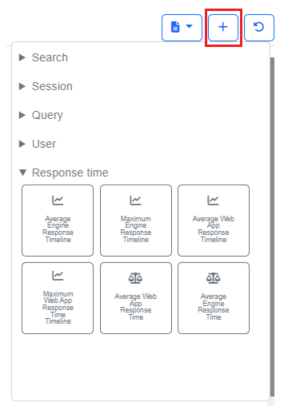 Search
Session
Query
User
Response time
Average
Engine
Response
Timeline
Maximum
Engine
Response
Timeline
Average Web
App
Response
Timeline
Maximum
Web App
Response
Time
Timeline
Average Web
App
Response
Time
Average
Engine
Response
Time